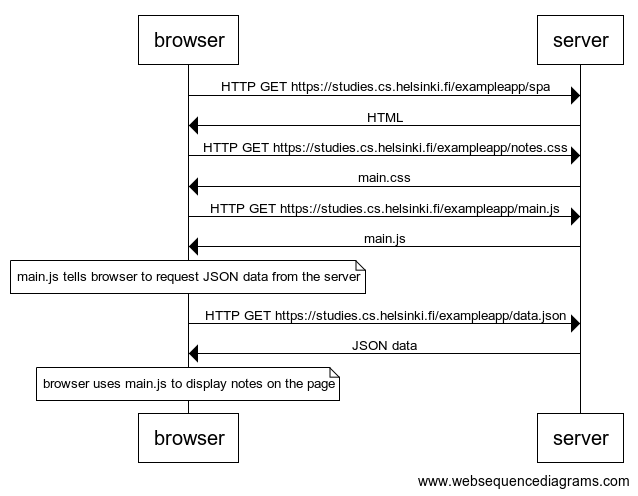 browser
server
HTTP GET https://studies.cs.helsinki.fi/exampleapp/spa
HTML
HTTP GET https://studies.cs.helsinki.fi/exampleapp/notes.css
main.css
HTTP GET https://studies.cs.helsinki.fi/exampleapp/main.js
main.js
main.js tells browser to request JSON data from the server
HTTP GET https://studies.cs.helsinki.fi/exampleapp/data.json
JSON data
browser uses main.js to display notes on the page
browser
server
www.websequencediagrams.com